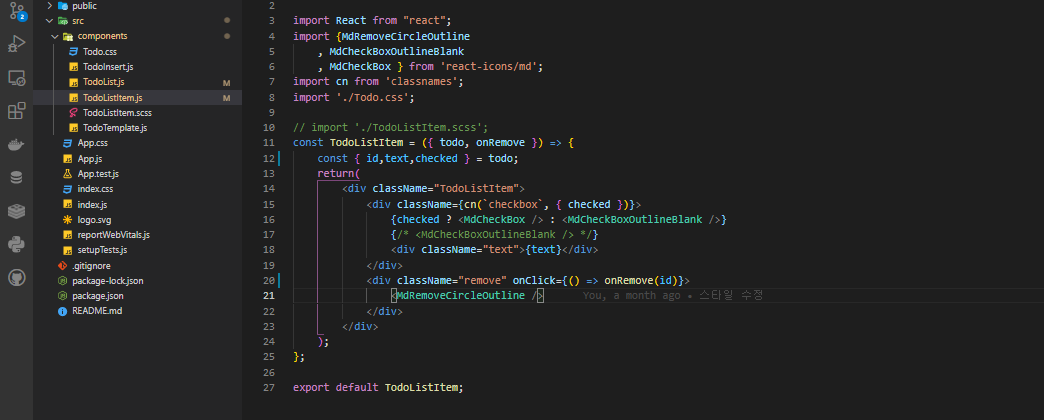 public
src
components
Todo.css
TodoInsert.js
TodoList.js M
TodoListItem.js M
TodoListItem.scss
TodoTemplate.js
App.css
App.js
App.test.js
index.css
index.js
logo.svg
reportWebVitals.js
setupTests.js
.gitignore
package-lock.json
package.json
README.md
2
2
3 import React from "react";
4 import {MdRemoveCircleOutline
5 , MdCheckBoxOutlineBlank
6 , MdCheckBox } from 'react-icons/md';
7 import cn from 'classnames';
8 import './Todo.css';
9
10 // import './TodoListItem.scss';
11 const TodoListItem = ({ todo, onRemove }) => {
12 const { id,text,checked } = todo;
13 return(
14 <div className="TodoListItem">
15 <div className={cn(`checkbox`, { checked })}>
16 {checked ? <MdCheckBox /> : <MdCheckBoxOutlineBlank />}
17 {/* <MdCheckBoxOutlineBlank /> */}
18 <div className="text">{text}</div>
19 </div>
20 <div className="remove" onClick={() => onRemove(id)}>
21 <MdRemoveCircleOutline /> You, a month ago • 스타일 수정
22 </div>
23 </div>
24 );
25 };
26
27 export default TodoListItem;